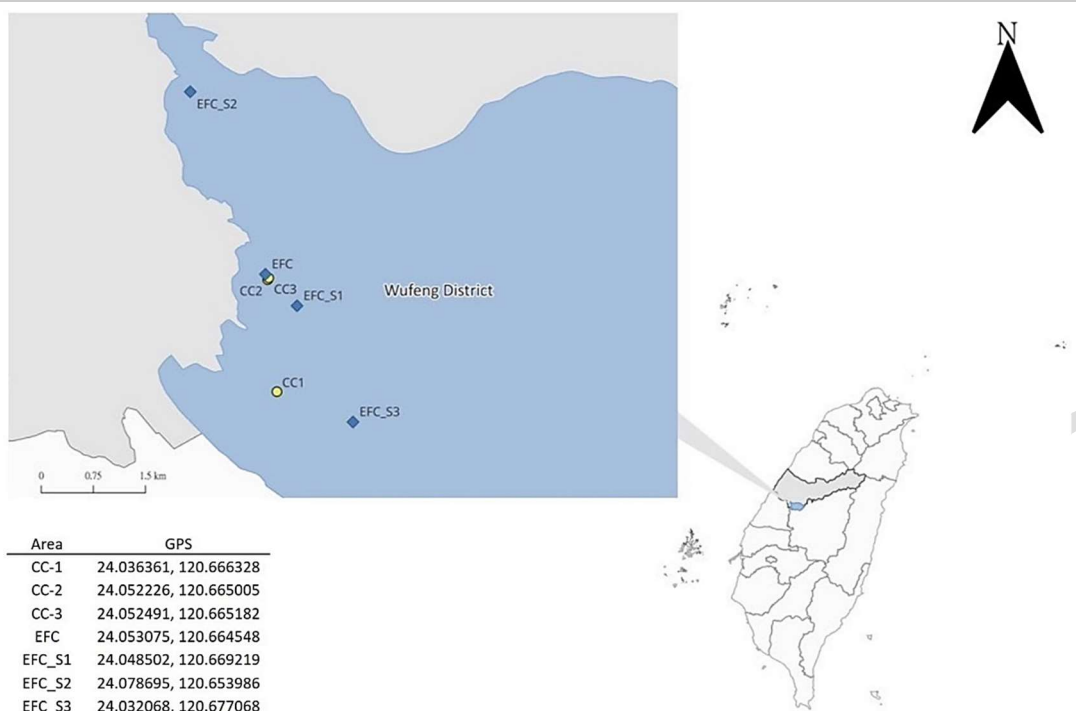 N
EFC_S2
EFC
CC2 CC3
EFC_S1
Wufeng District
CC1
EFC_S3
0 0.75 1.5 km
Area GPS
CC-1 24.036361, 120.666328
CC-2 24.052226, 120.665005
CC-3 24.052491, 120.665182
EFC 24.053075, 120.664548
EFC_S1 24.048502, 120.669219
EFC_S2 24.078695, 120.653986
EFC_S3 24.032068, 120.677068